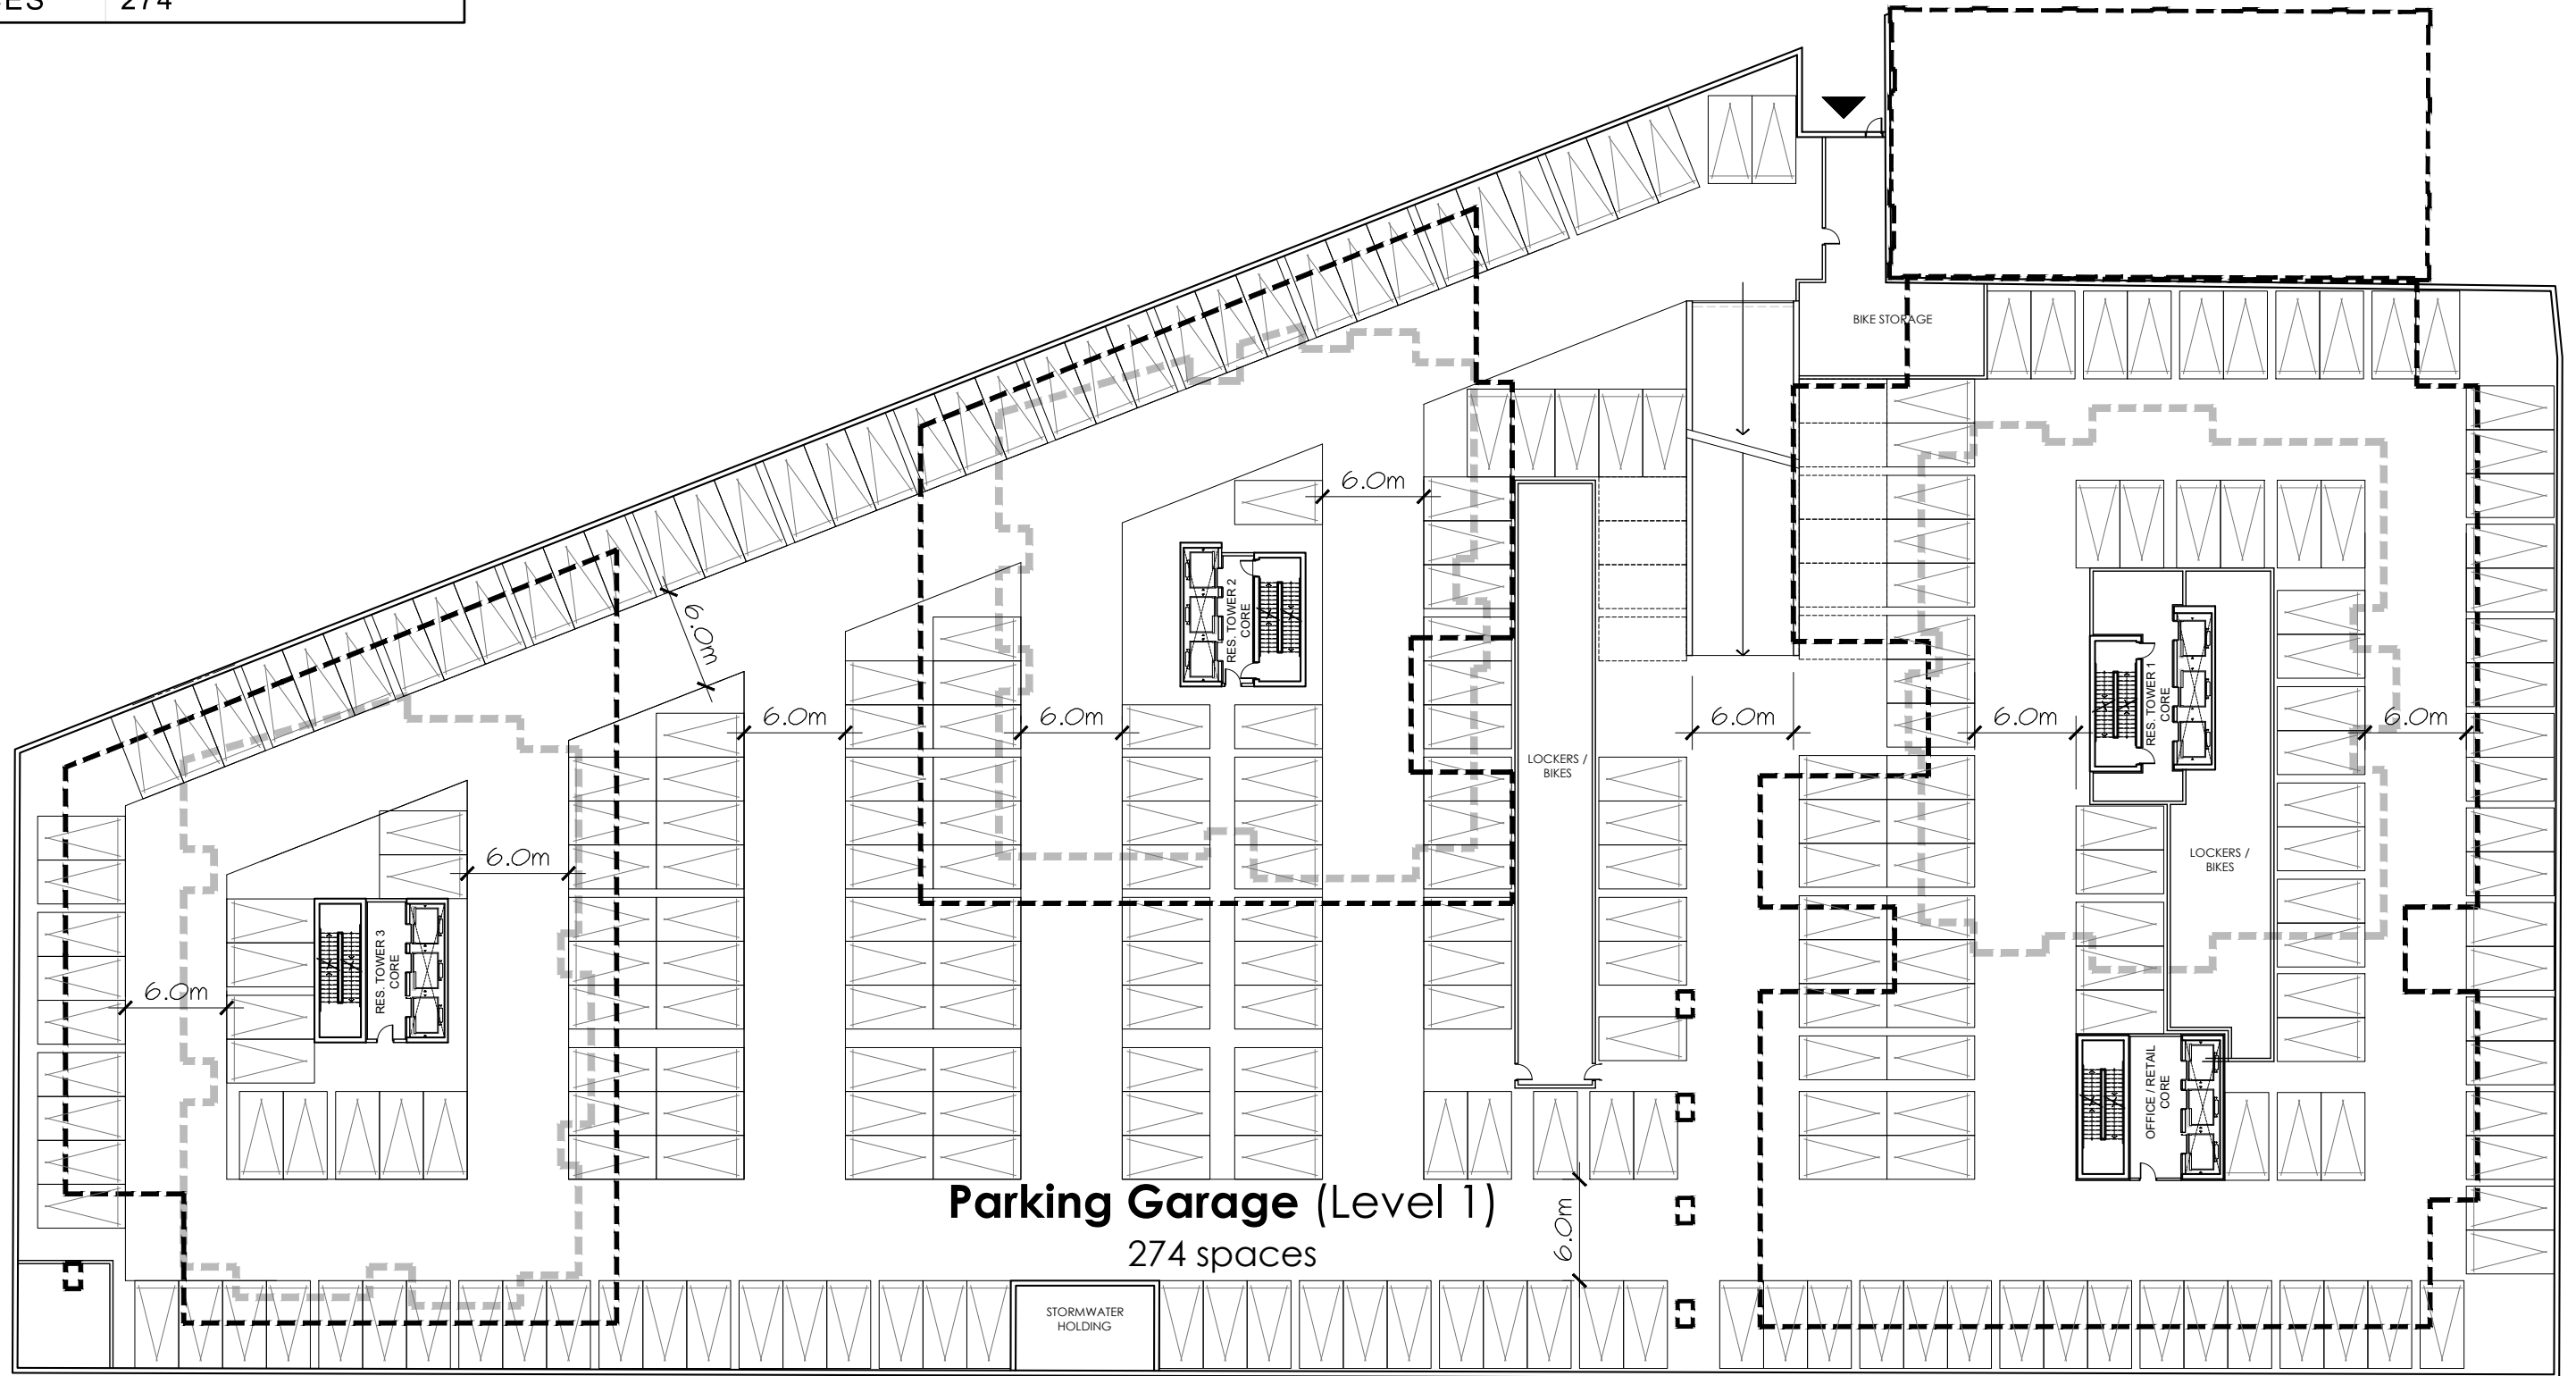 274
BIKE STORAGE
6.0m
RES. TOWER 2
CORE
6.0m
6.0m
6.0m
6.0m
6.0m
6.0m
RES. TOWER 1
CORE
LOCKERS /
BIKES
6.0m
LOCKERS /
BIKES
6.0m
RES. TOWER 3
CORE
6.0m
OFFICE / RETAIL
CORE
Parking Garage (Level 1)
274 spaces
6.0m
STORMWATER
HOLDING